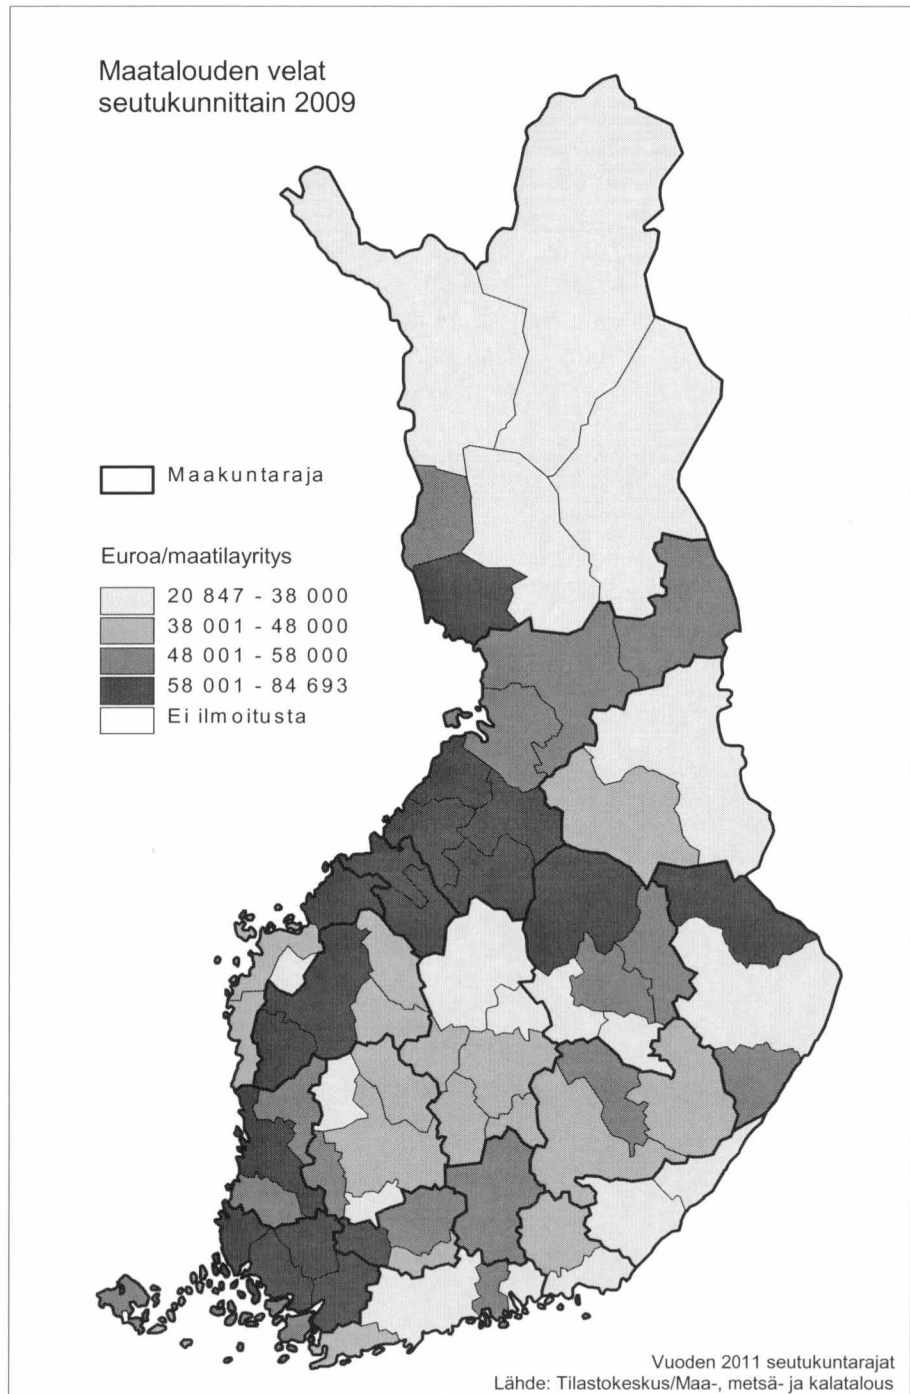 Maatalouden velat
seutukunnittain 2009
Maakuntaraja
Euroa/maatilayritys
20 847 - 38 000
38 001 - 48 000
48 001 - 58 000
58 001 - 84 693
Ei ilmoitusta
Vuoden 2011 seutukuntarajat
Lähde: Tilastokeskus/Maa-, metsä- ja kalatalous